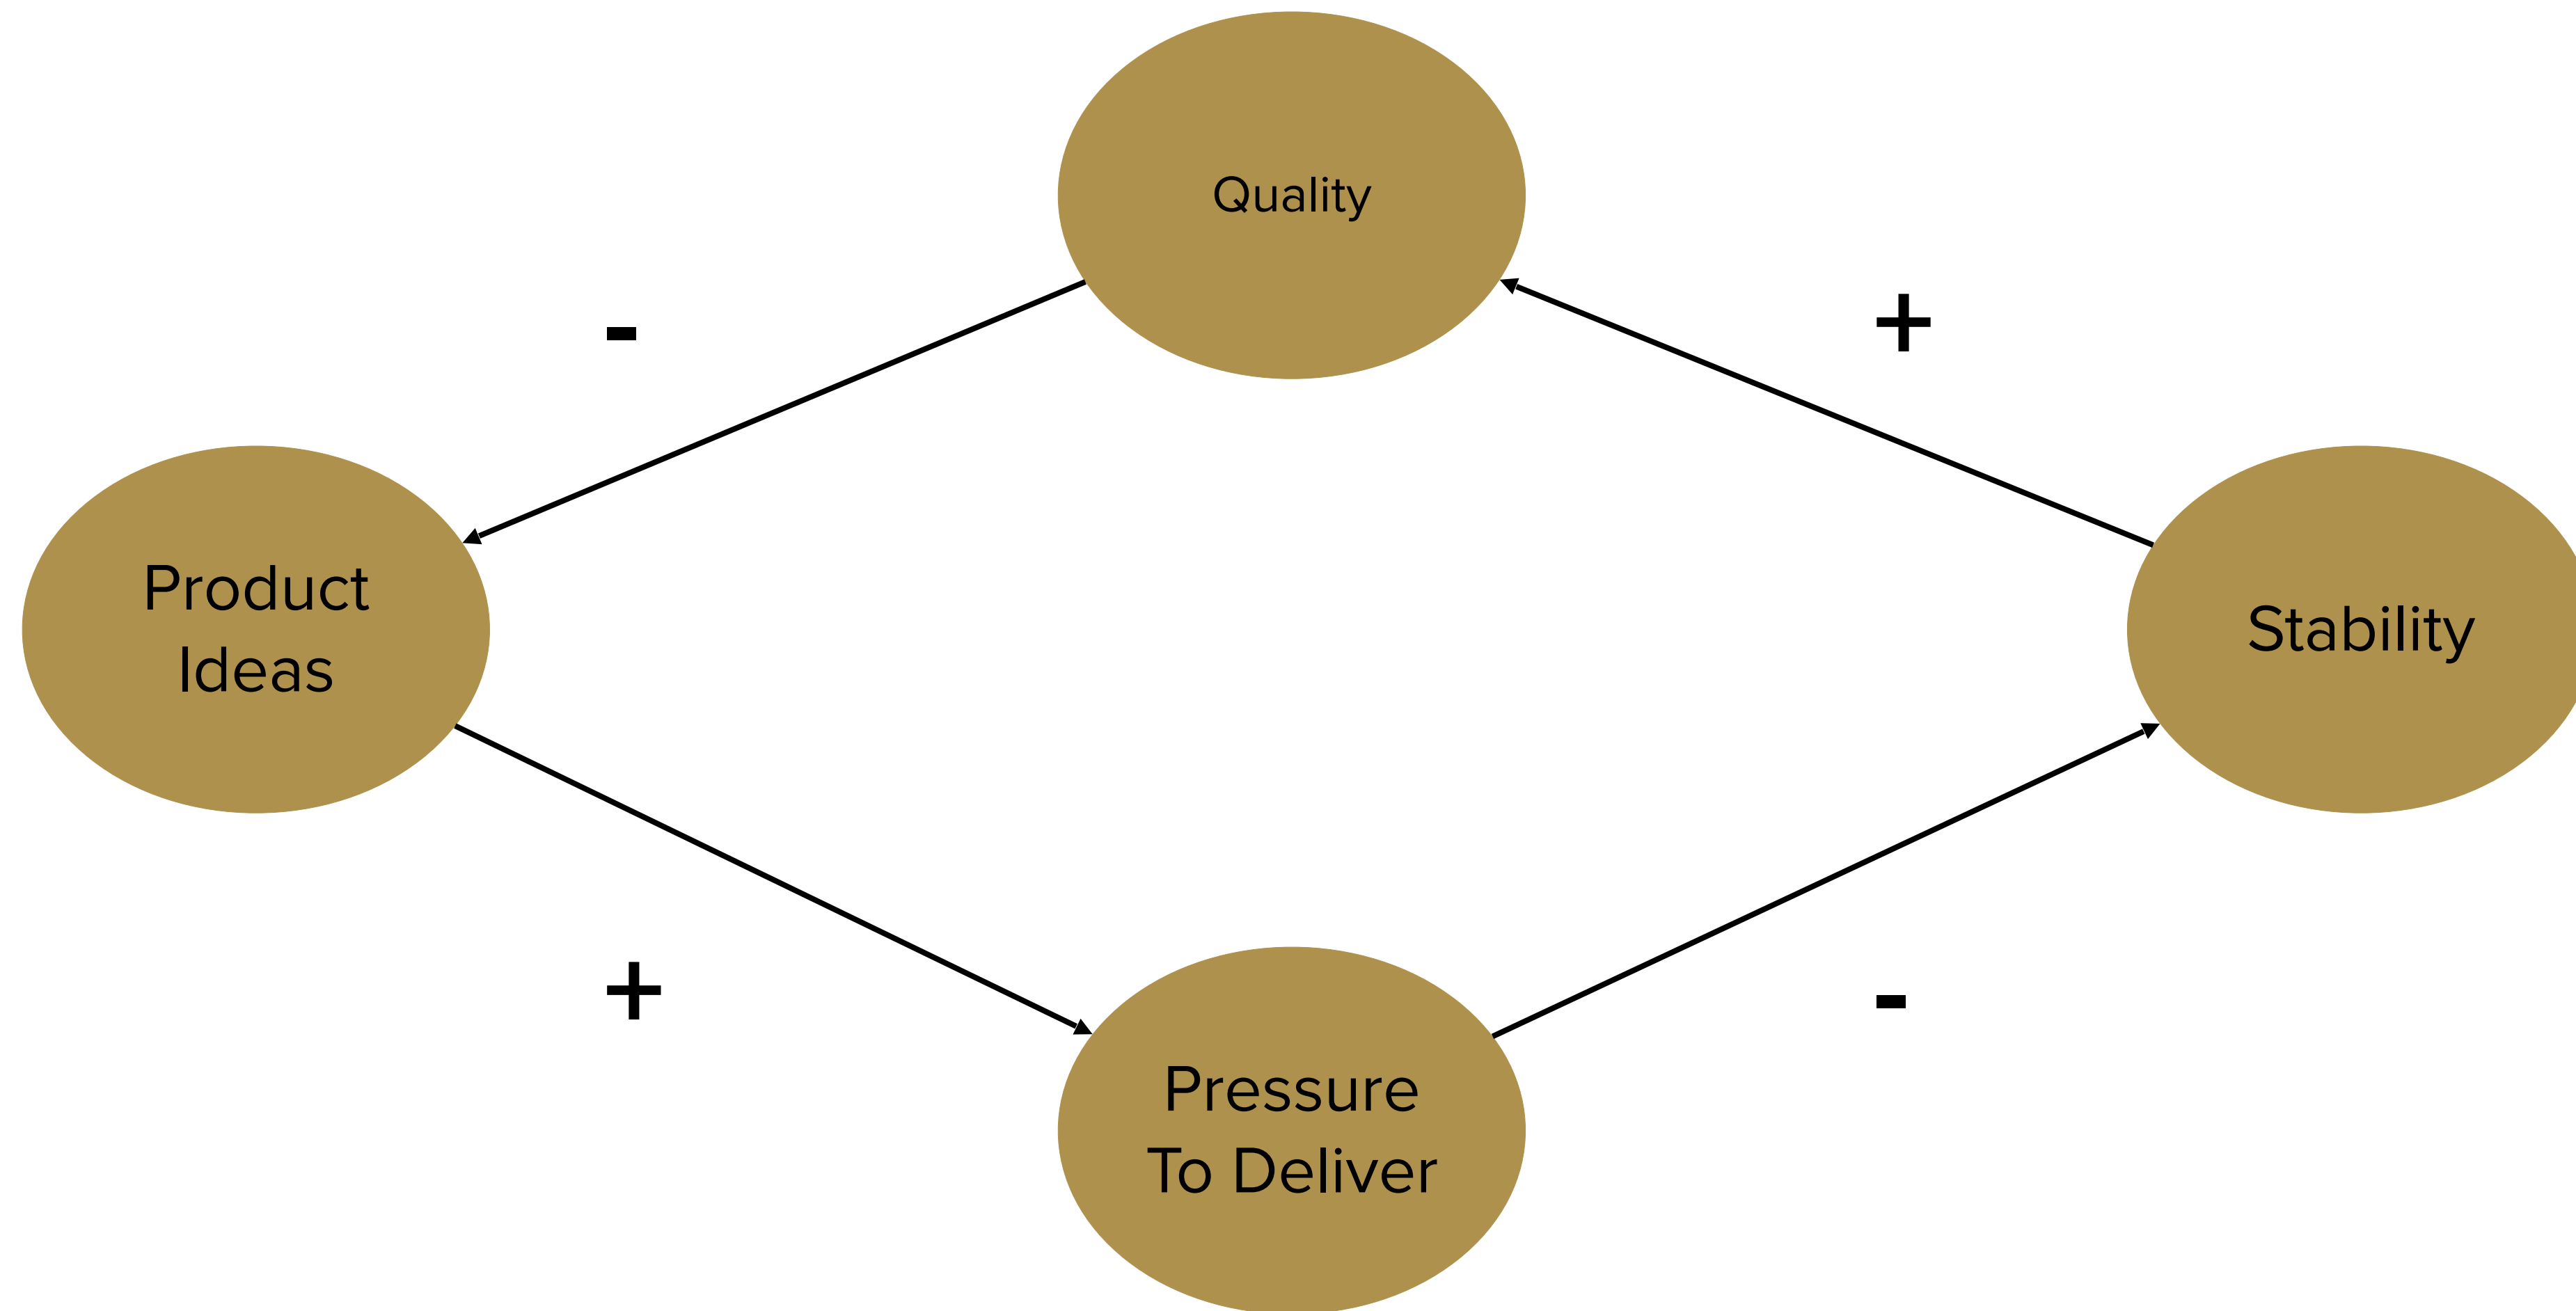 Quality
-
+
Product
Ideas
Stability
+
-
Pressure
To Deliver